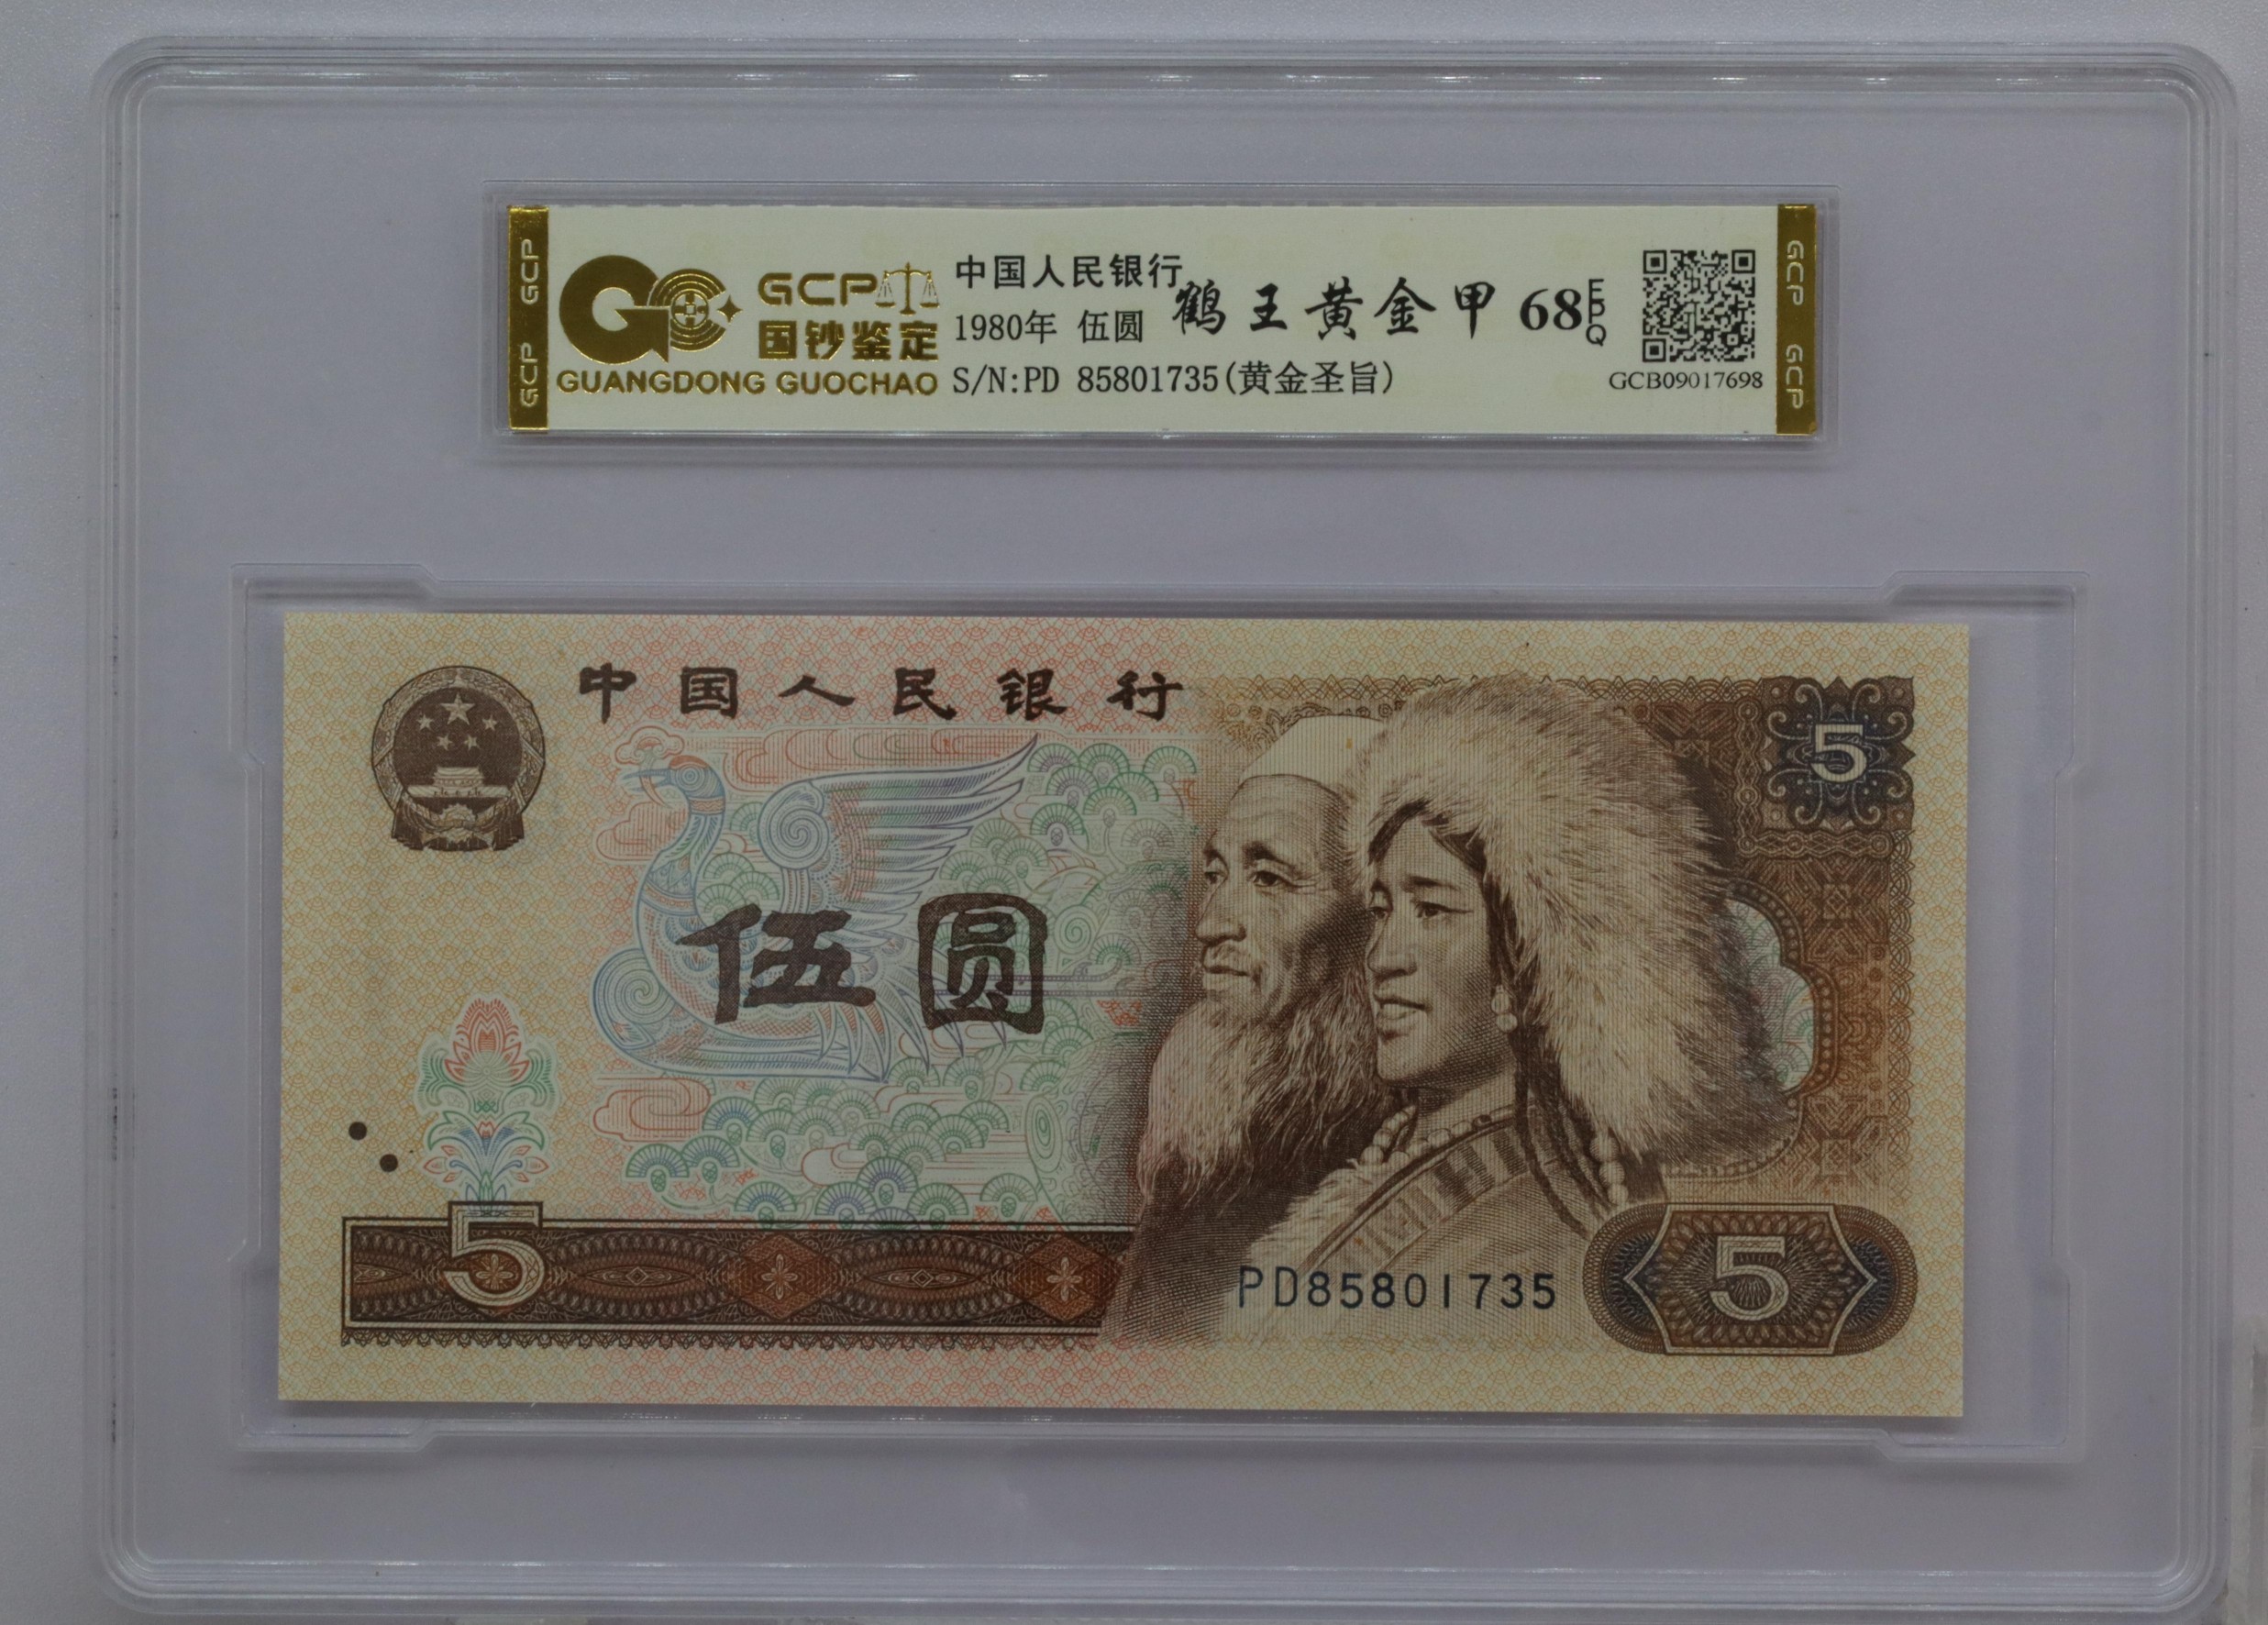 GCP GCP
GCP
国钞鉴定
GUANGDONG GUOCHAO
中国人民银行
1980年 伍圆
S/N:PD 85801735(黄金圣旨)
鹤王黄金甲 68 EPQ
GCB09017698
GCP GCP
中国人民银行
5
伍圆
5
PD85801735
5